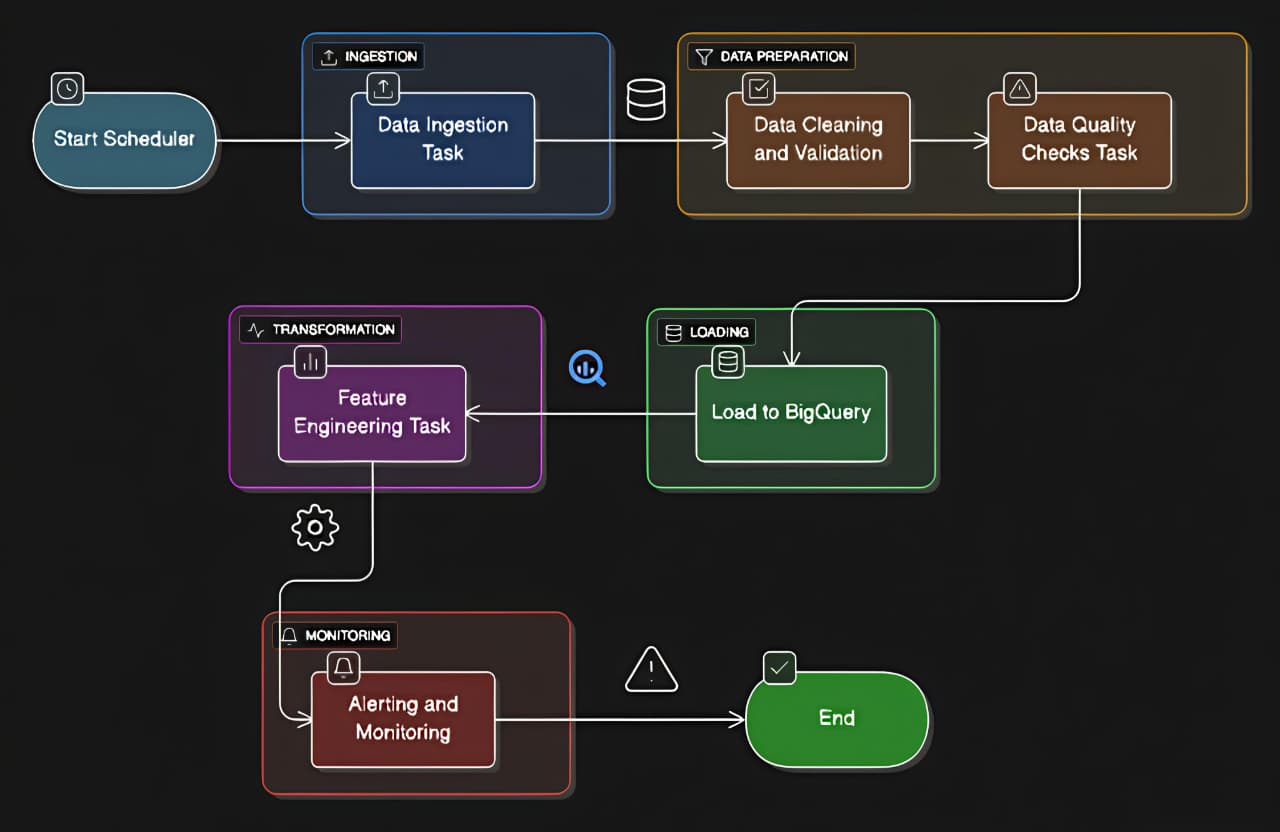 INGESTION
DATA PREPARATION
Start Scheduler
Data Ingestion
Task
Data Cleaning
and Validation
Data Quality
Checks Task
TRANSFORMATION
LOADING
Feature
Engineering Task
Load to BigQuery
MONITORING
Alerting and
Monitoring
End